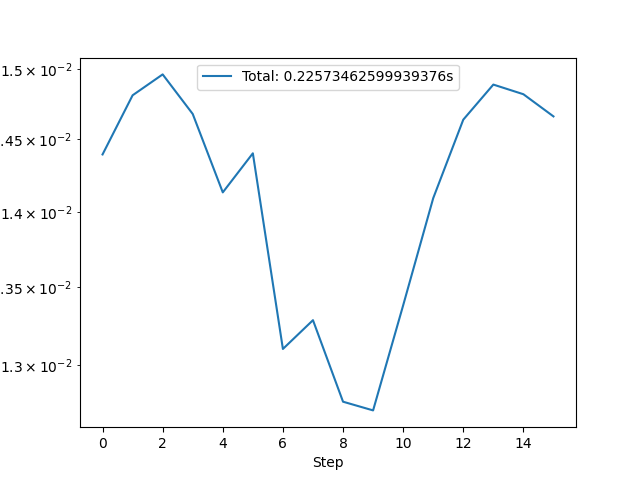 Total: 0.22573462599939376s
1.5 × 10⁻²
.45 × 10⁻²
1.4 × 10⁻²
.35 × 10⁻²
1.3 × 10⁻²
0 2 4 6 8 10 12 14
Step